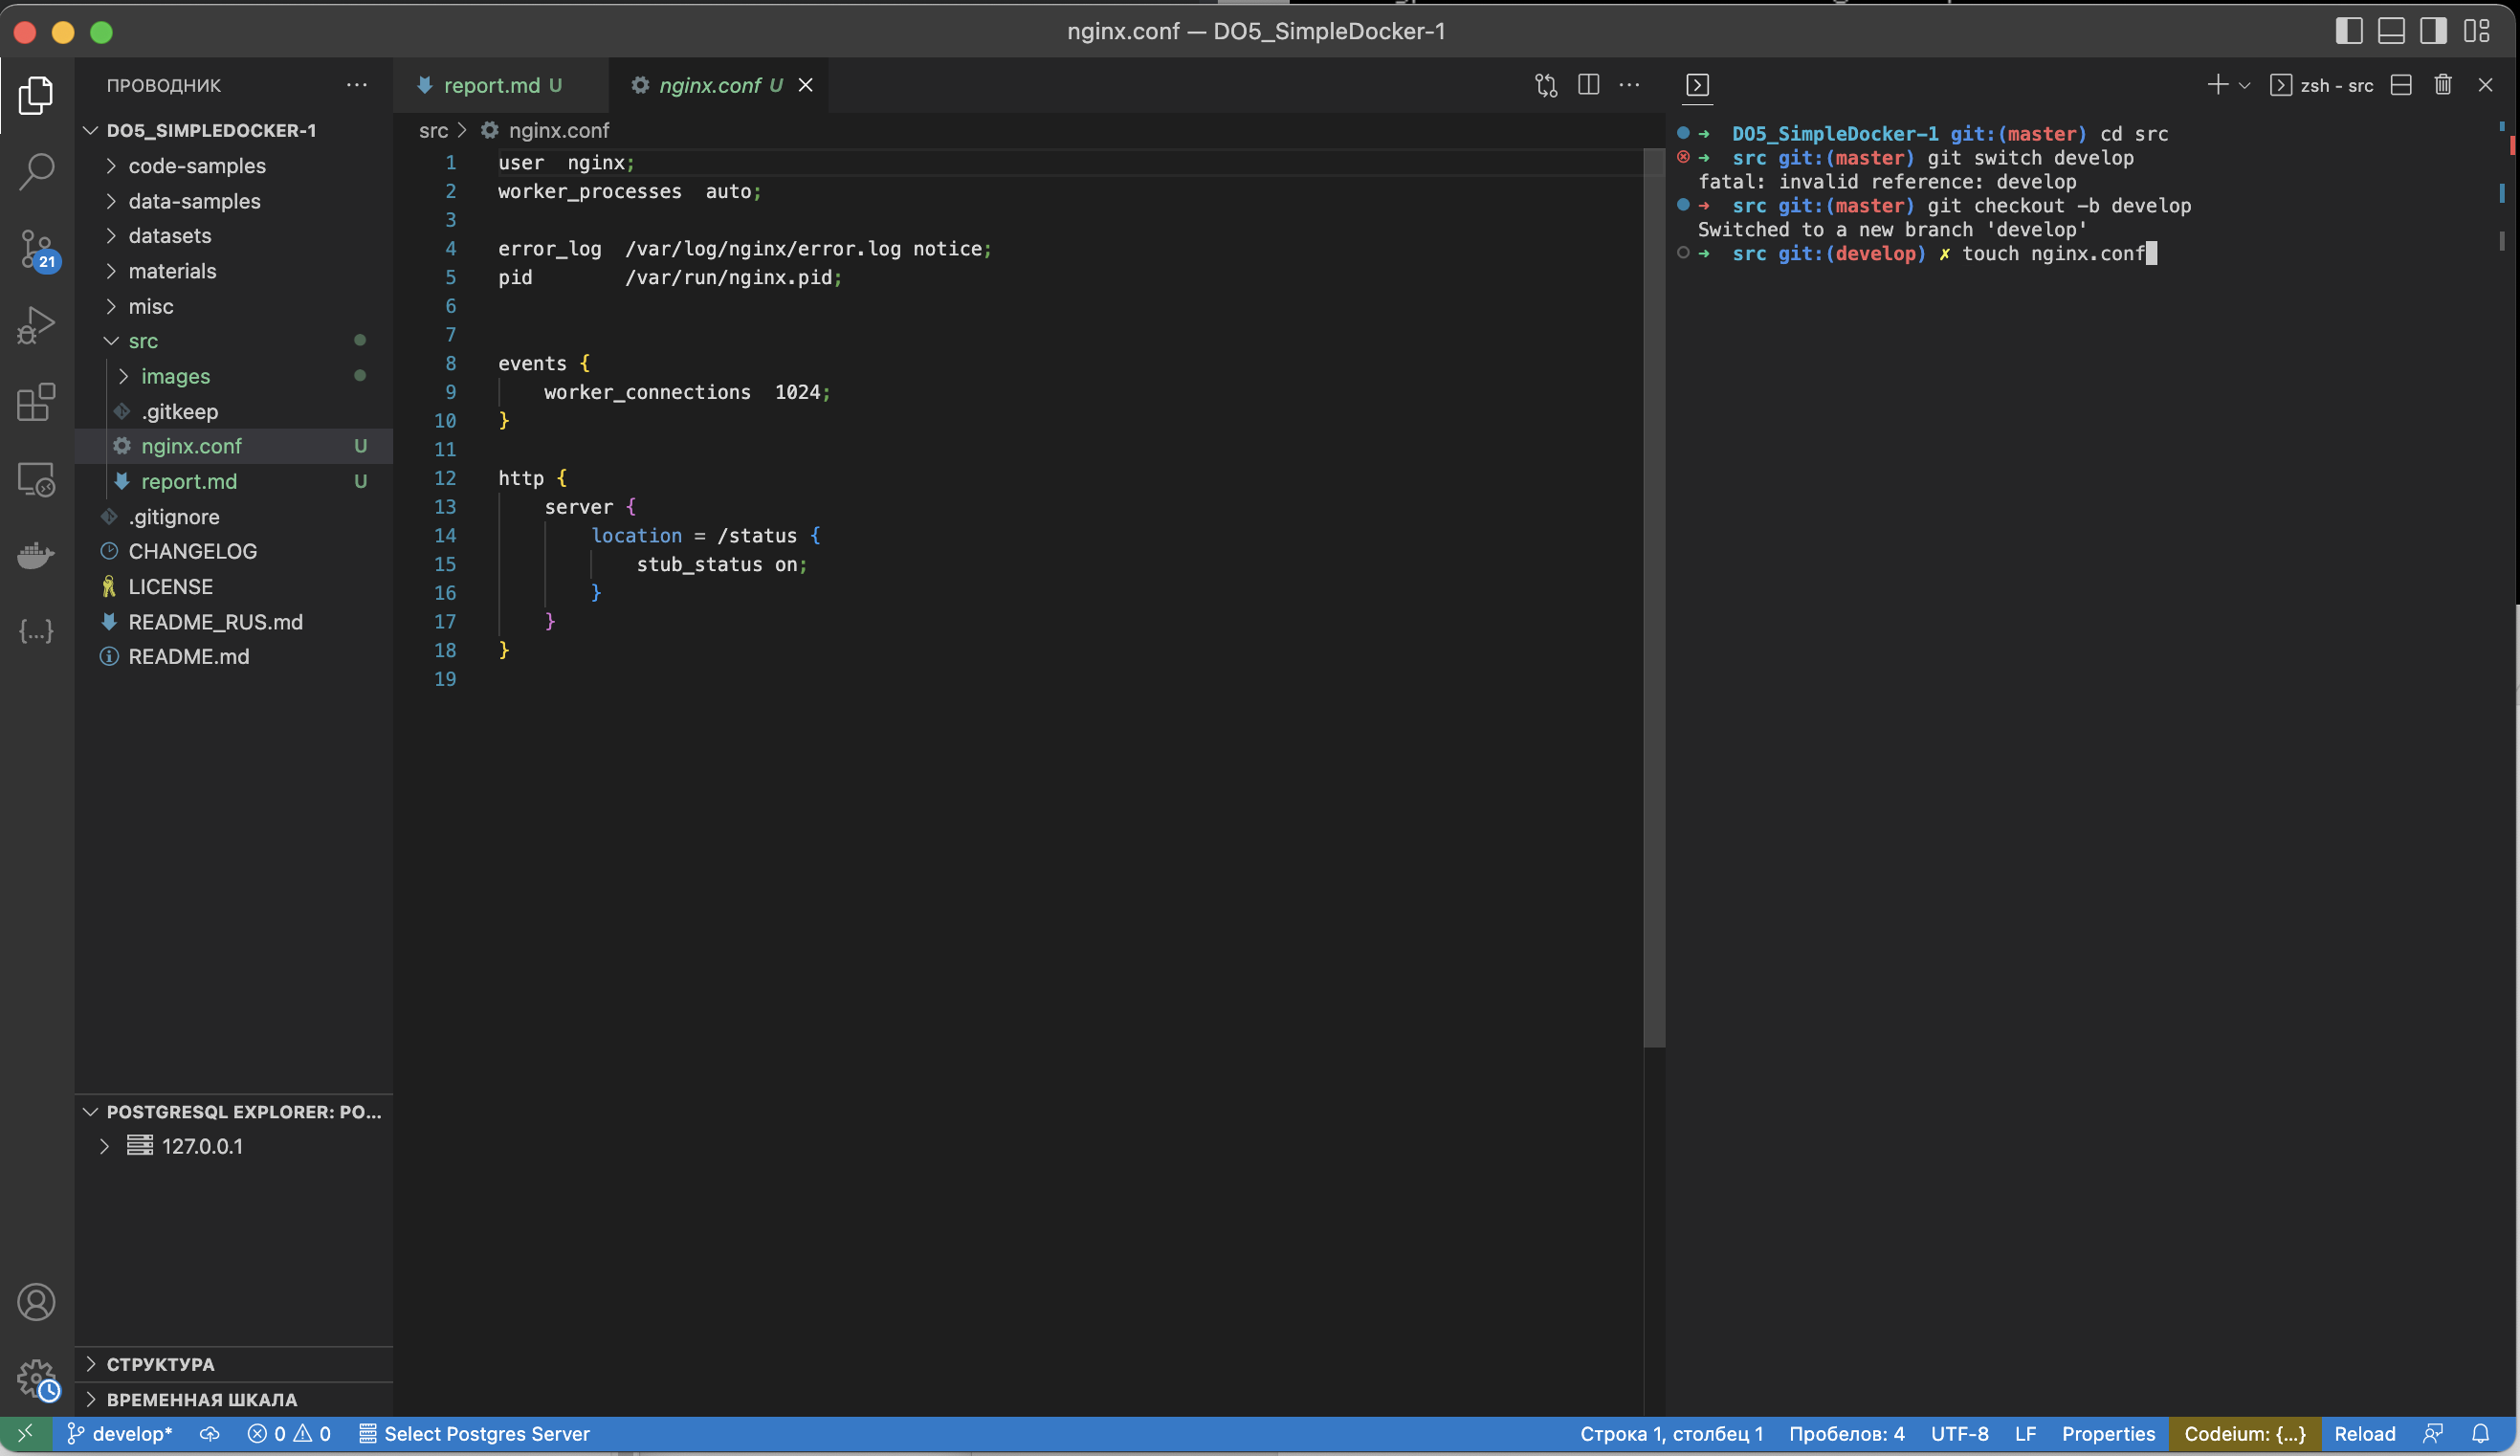 nginx.conf — DO5_SimpleDocker-1
ПРОВОДНИК
DO5_SIMPLEDOCKER-1
code-samples
data-samples
datasets
materials
misc
src
images
.gitkeep
nginx.conf U
report.md U
.gitignore
CHANGELOG
LICENSE
README_RUS.md
README.md
21
{...}
POSTGRESQL EXPLORER: PO...
127.0.0.1
СТРУКТУРА
ВРЕМЕННАЯ ШКАЛА
report.md U
nginx.conf U
src > nginx.conf
1 user  nginx;
2 worker_processes  auto;
3
4 error_log  /var/log/nginx/error.log notice;
5 pid        /var/run/nginx.pid;
6
7
8 events {
9     worker_connections  1024;
10 }
11
12 http {
13     server {
14         location = /status {
15             stub_status on;
16         }
17     }
18 }
19
zsh - src
➜  DO5_SimpleDocker-1 git:(master) cd src
➜  src git:(master) git switch develop
fatal: invalid reference: develop
➜  src git:(master) git checkout -b develop
Switched to a new branch 'develop'
➜  src git:(develop) ✗ touch nginx.conf
develop* 0 0 Select Postgres Server Строка 1, столбец 1 Пробелов: 4 UTF-8 LF Properties Codeium: {...} Reload